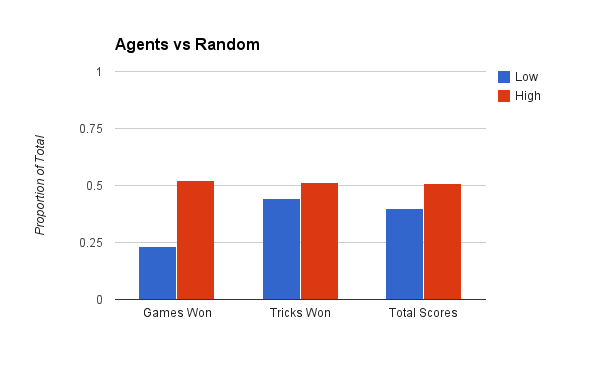 Agents vs Random
1
0.75
0.5
0.25
0
Proportion of Total
Games Won
Tricks Won
Total Scores
Low
High